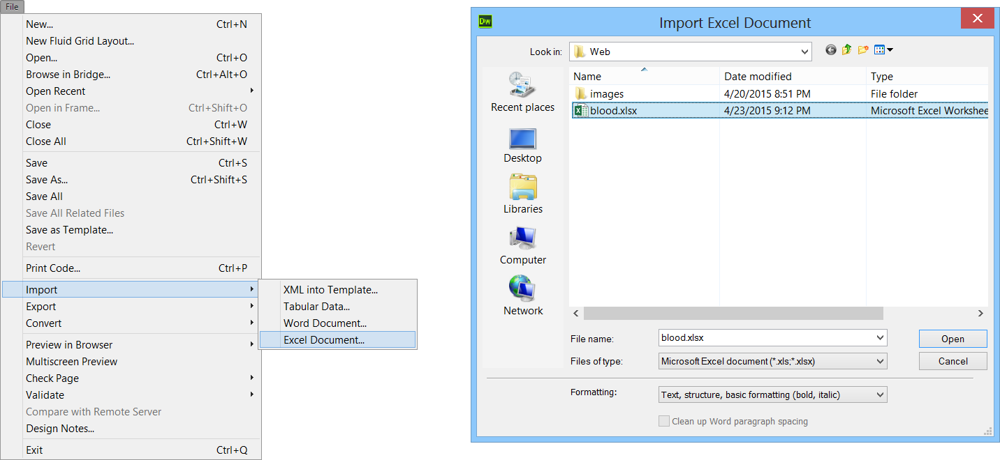 File
New... Ctrl+N
New Fluid Grid Layout...
Open... Ctrl+O
Browse in Bridge... Ctrl+Alt+O
Open Recent
Open in Frame... Ctrl+Shift+O
Close Ctrl+W
Close All Ctrl+Shift+W
Save Ctrl+S
Save As... Ctrl+Shift+S
Save All
Save All Related Files
Save as Template...
Revert
Print Code... Ctrl+P
Import
Export
Convert
Preview in Browser
Multiscreen Preview
Check Page
Validate
Compare with Remote Server
Design Notes...
Exit Ctrl+Q
XML into Template...
Tabular Data...
Word Document...
Excel Document...
Dw
Import Excel Document
Look in: Web
Recent places
Desktop
Libraries
Computer
Network
Name Date modified Type
images 4/20/2015 8:51 PM File folder
blood.xlsx 4/23/2015 9:12 PM Microsoft Excel Workshee
File name: blood.xlsx Open
Files of type: Microsoft Excel document (*.xls;*.xlsx) Cancel
Formatting: Text, structure, basic formatting (bold, italic)
Clean up Word paragraph spacing